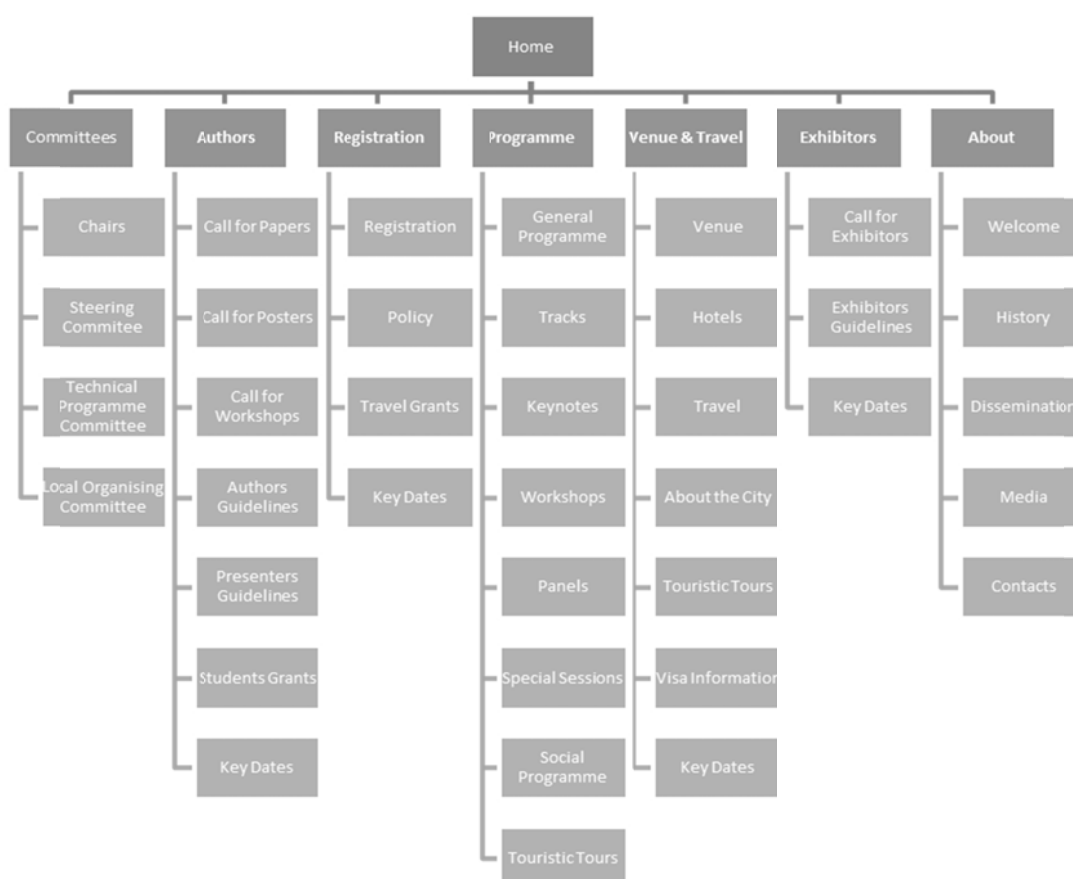 Home
Committees
Authors
Registration
Programme
Venue & Travel
Exhibitors
About
Chairs
Steering
Commitee
Technical
Programme
Committee
Local Organising
Committee
Call for Papers
Call for Posters
Call for
Workshops
Authors
Guidelines
Presenters
Guidelines
Students Grants
Key Dates
Registration
Policy
Travel Grants
Key Dates
General
Programme
Tracks
Keynotes
Workshops
Panels
Special Sessions
Social
Programme
Touristic Tours
Venue
Hotels
Travel
About the City
Touristic Tours
Visa Information
Key Dates
Call for
Exhibitors
Exhibitors
Guidelines
Key Dates
Welcome
History
Dissemination
Media
Contacts